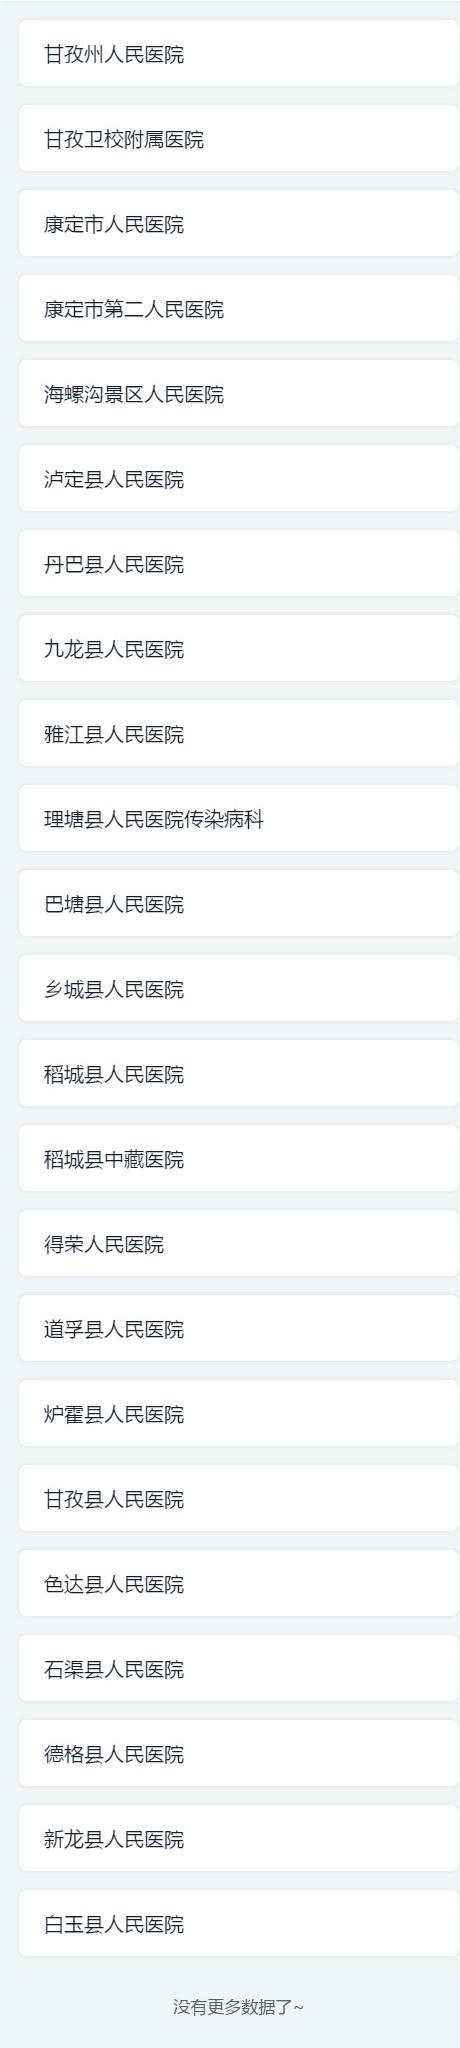 甘孜州人民医院
甘孜卫校附属医院
康定市人民医院
康定市第二人民医院
海螺沟景区人民医院
泸定县人民医院
丹巴县人民医院
九龙县人民医院
雅江县人民医院
理塘县人民医院传染病科
巴塘县人民医院
乡城县人民医院
稻城县人民医院
稻城县中藏医院
得荣人民医院
道孚县人民医院
炉霍县人民医院
甘孜县人民医院
色达县人民医院
石渠县人民医院
德格县人民医院
新龙县人民医院
白玉县人民医院
没有更多数据了~